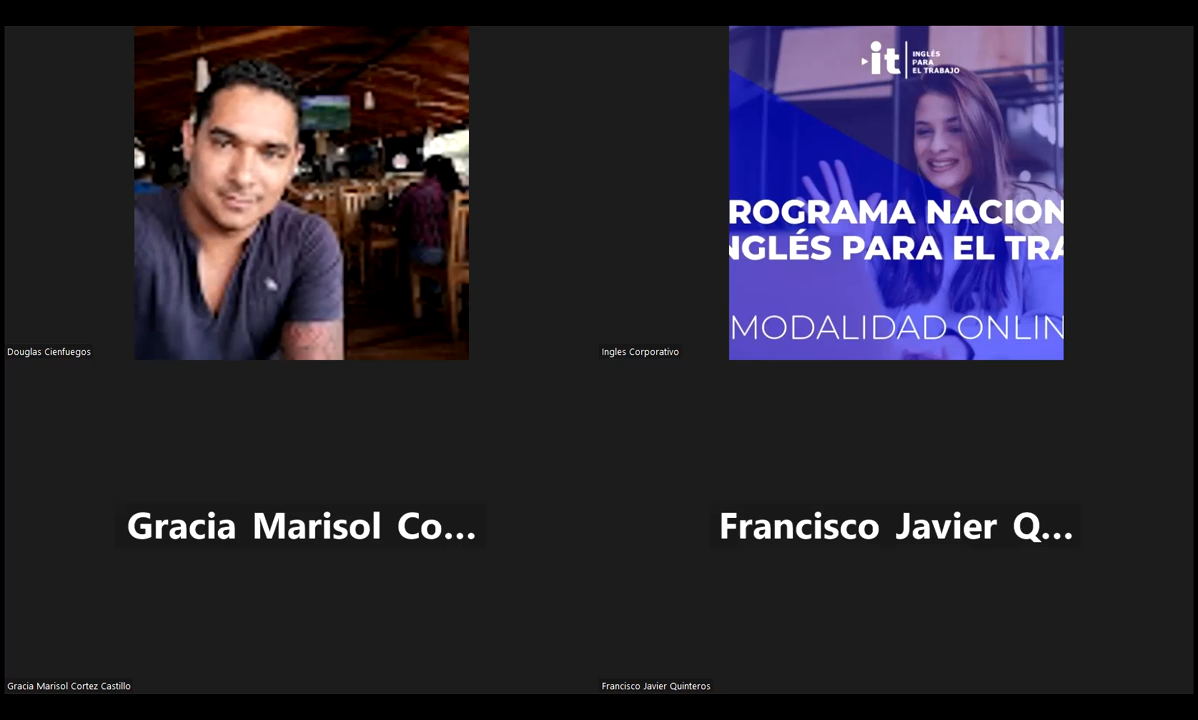 it
INGLÉS
PARA
EL TRABAJO
ROGRAMA NACION
NGLÉS PARA EL TRA
MODALIDAD ONLIN
Douglas Cienfuegos
Ingles Corporativo
Gracia Marisol Co...
Francisco Javier Q...
Gracia Marisol Cortez Castillo
Francisco Javier Quinteros